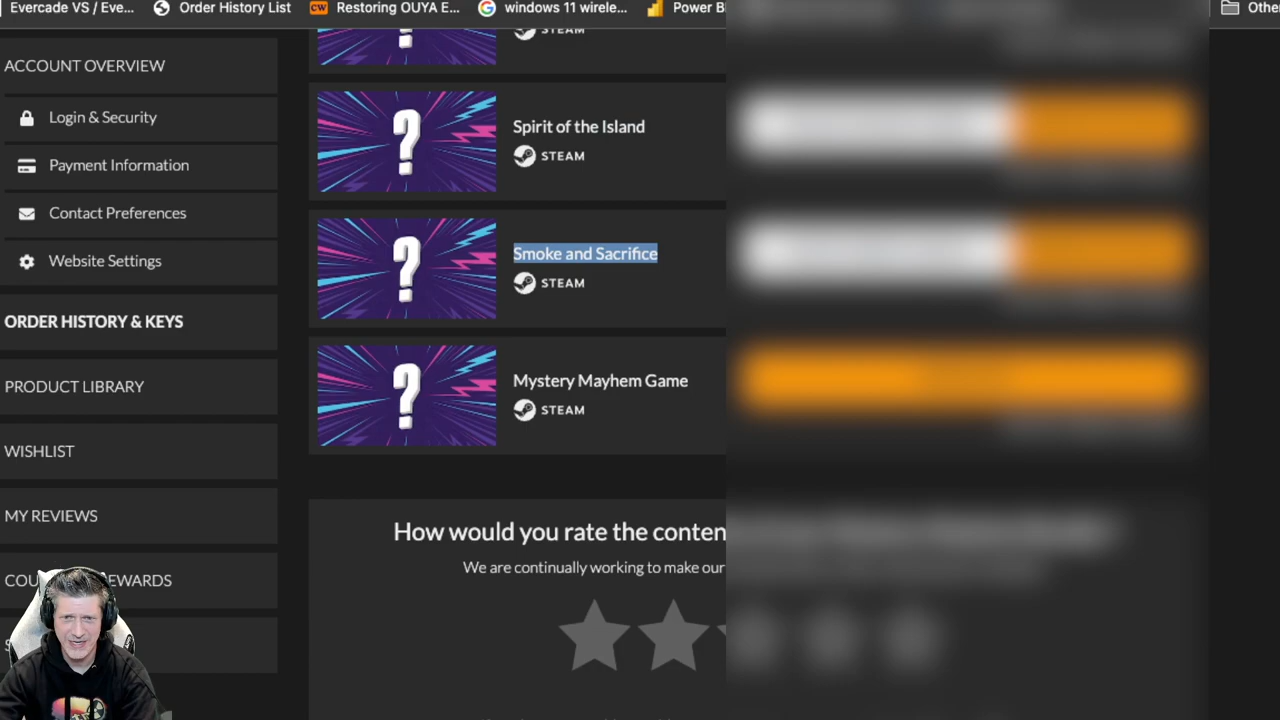 Evercade VS / Eve...
Order History List
CW
Restoring OUYA E...
G
windows 11 wirele...
Power B
Othe
STEAM
ACCOUNT OVERVIEW
Login & Security
Payment Information
Contact Preferences
Website Settings
ORDER HISTORY & KEYS
PRODUCT LIBRARY
WISHLIST
MY REVIEWS
COU
EWARDS
?
Spirit of the Island
STEAM
?
Smoke and Sacrifice
STEAM
?
Mystery Mayhem Game
STEAM
How would you rate the conten
We are continually working to make our